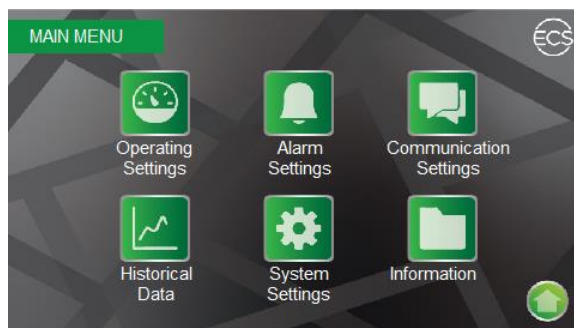 MAIN MENU
ECS
Operating
Settings
Alarm
Settings
Communication
Settings
Historical
Data
System
Settings
Information